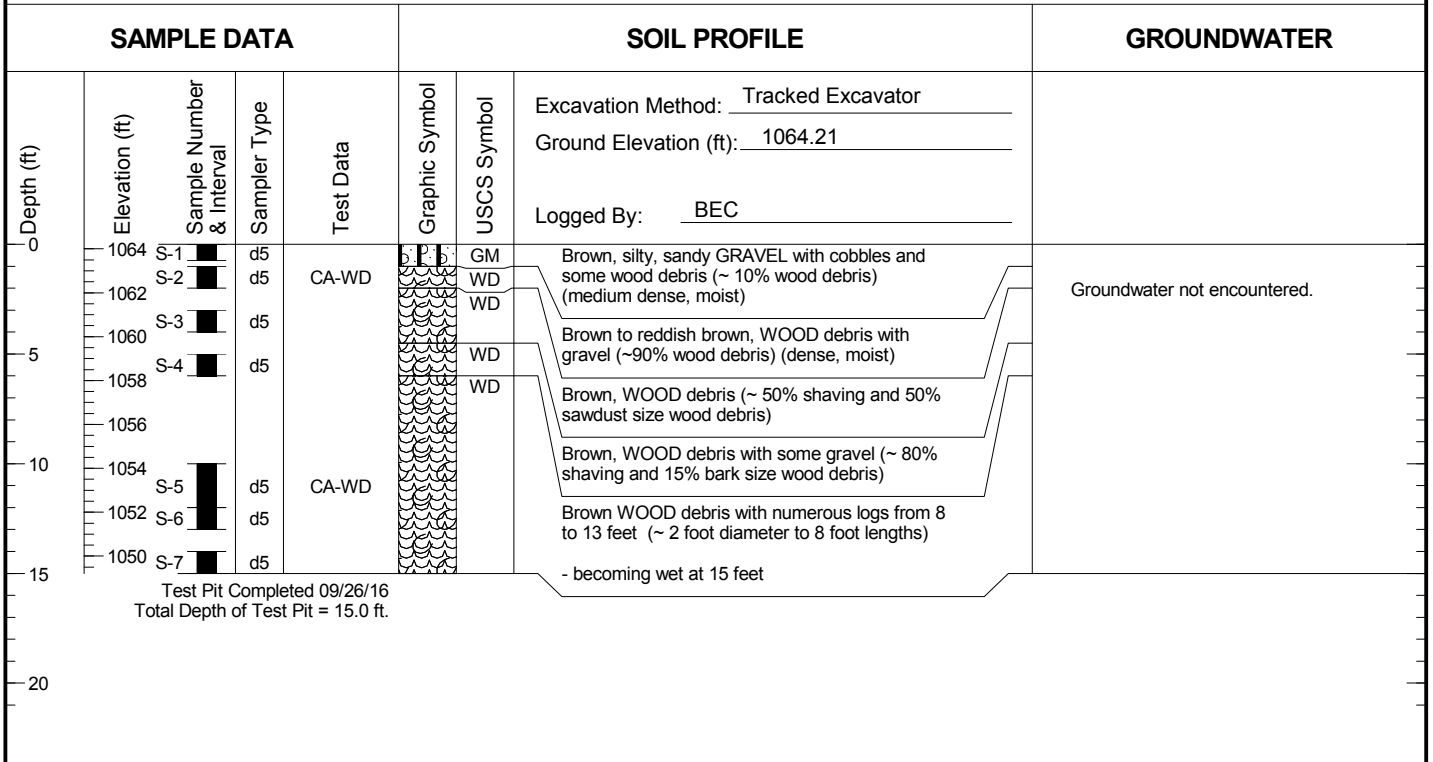 SAMPLE DATA
SOIL PROFILE
GROUNDWATER
Depth (ft)
Elevation (ft)
Sample Number
& Interval
Sampler Type
Test Data
Graphic Symbol
USCS Symbol
Excavation Method: Tracked Excavator
Ground Elevation (ft): 1064.21
Logged By: BEC
0
5
10
15
20
1064
1062
1060
1058
1056
1054
1052
1050
S-1
S-2
S-3
S-4
S-5
S-6
S-7
d5
d5
d5
d5
d5
d5
d5
CA-WD
CA-WD
GM
WD
WD
WD
WD
Brown, silty, sandy GRAVEL with cobbles and
some wood debris (~ 10% wood debris)
(medium dense, moist)
Brown to reddish brown, WOOD debris with
gravel (~90% wood debris) (dense, moist)
Brown, WOOD debris (~ 50% shaving and 50%
sawdust size wood debris)
Brown, WOOD debris with some gravel (~ 80%
shaving and 15% bark size wood debris)
Brown WOOD debris with numerous logs from 8
to 13 feet (~ 2 foot diameter to 8 foot lengths)
- becoming wet at 15 feet
Groundwater not encountered.
Test Pit Completed 09/26/16
Total Depth of Test Pit = 15.0 ft.